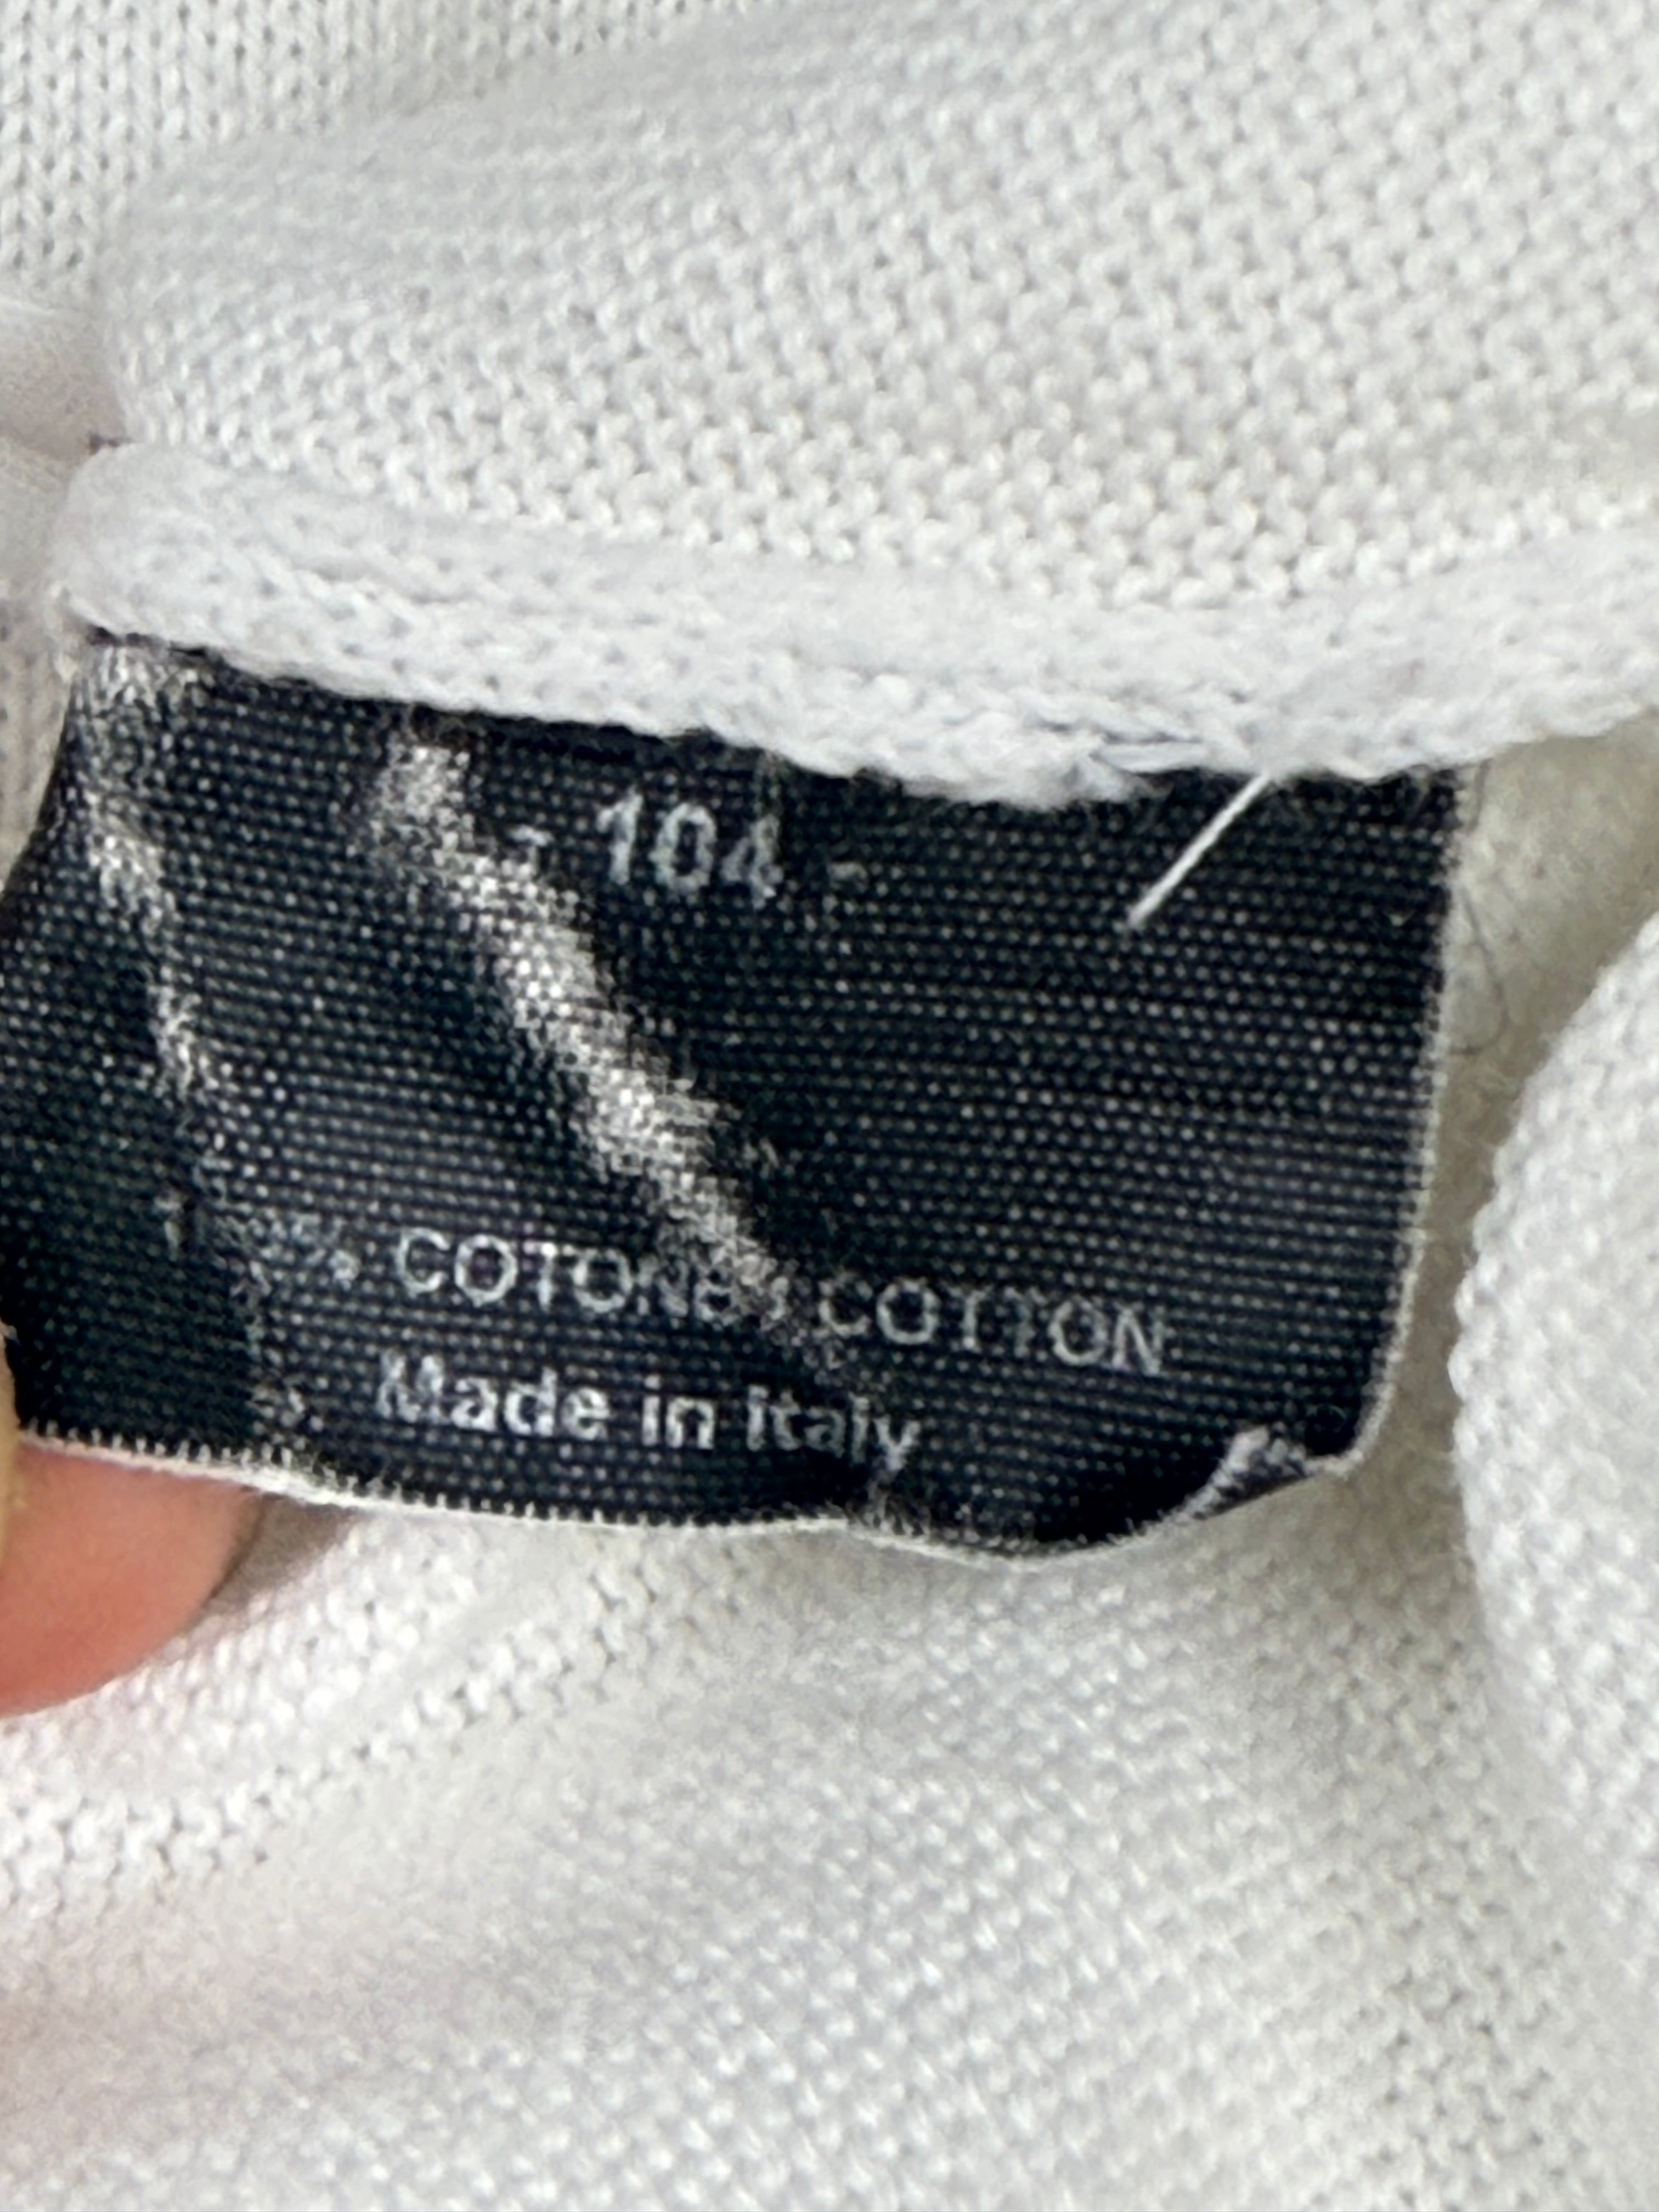 - 104 -
% COTONE - COTTON
Made in Italy